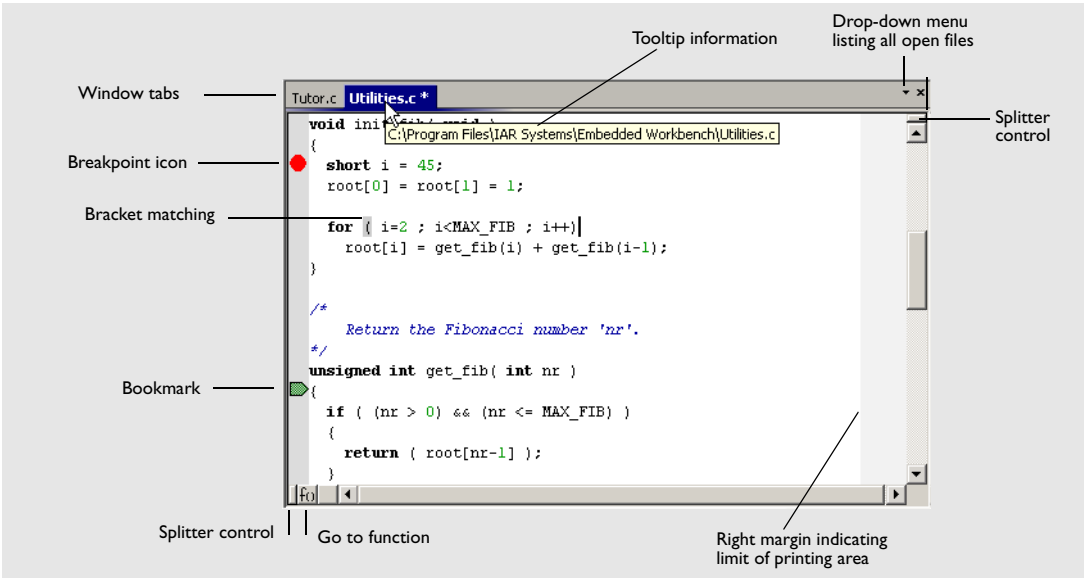 Drop-down menu
listing all open files
Tooltip information
Window tabs
Tutor.c Utilities.c *
Splitter
control
void init_fib( void )
C:\Program Files\IAR Systems\Embedded Workbench\Utilities.c
{
Breakpoint icon
short i = 45;
root[0] = root[1] = 1;
Bracket matching
for ( i=2 ; i<MAX_FIB ; i++)
root[i] = get_fib(i) + get_fib(i-1);
}
/*
Return the Fibonacci number 'nr'.
*/
unsigned int get_fib( int nr )
Bookmark
{
if ( (nr > 0) && (nr <= MAX_FIB) )
{
return ( root[nr-1] );
}
f()
Splitter control
Go to function
Right margin indicating
limit of printing area